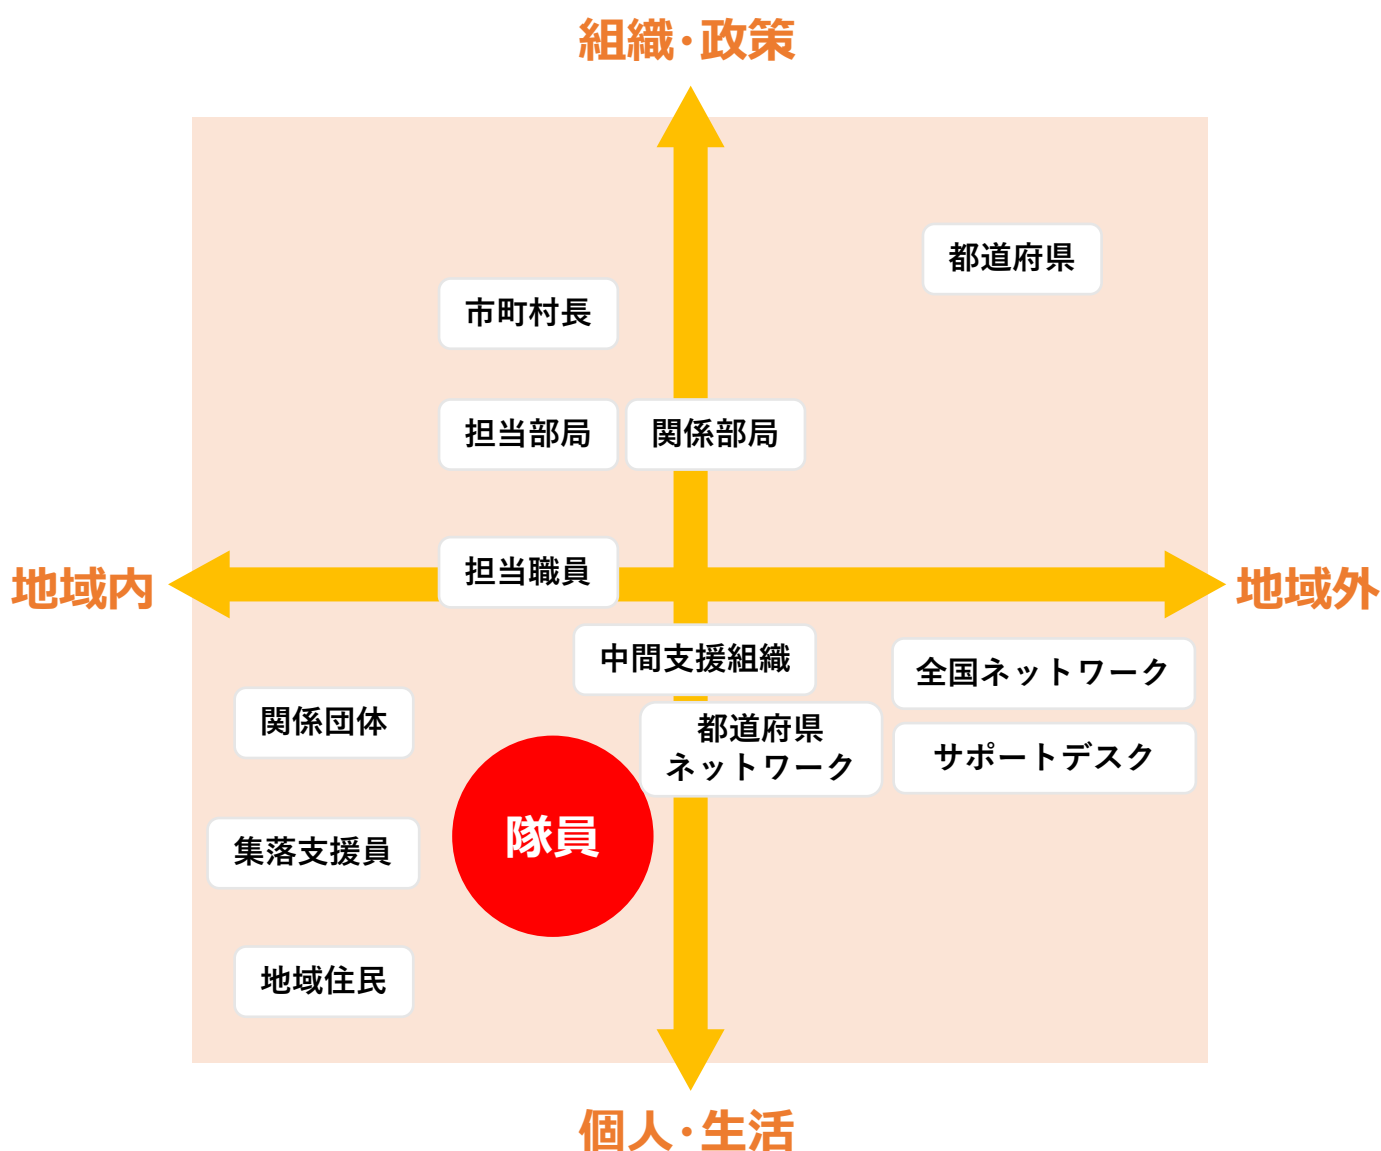 組織・政策
都道府県
市町村長
担当部局
関係部局
地域内
担当職員
地域外
中間支援組織
全国ネットワーク
関係団体
都道府県
ネットワーク
サポートデスク
隊員
集落支援員
地域住民
個人・生活